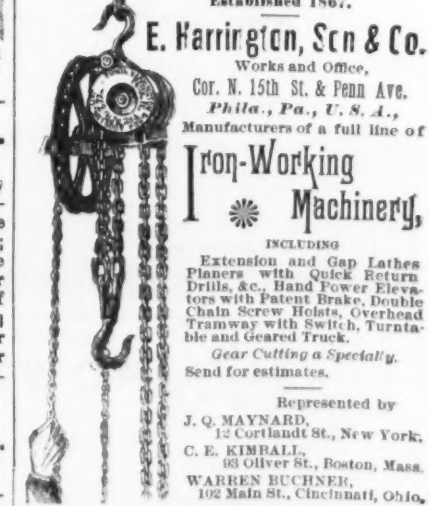 Established 1867.
E. Harrington, Son & Co.
Works and Office,
Cor. N. 15th St. & Penn Ave.
Phila., Pa., U. S. A.,
Manufacturers of a full line of
Iron-Working
Machinery,
INCLUDING
Extension and Gap Lathes
Planers with Quick Return
Drills, &c., Hand Power Eleva-
tors with Patent Brake, Double
Chain Screw Hoists, Overhead
Tramway with Switch, Turnta-
ble and Geared Truck.
Gear Cutting a Specialty.
Send for estimates.
Represented by
J. Q. MAYNARD,
12 Cortlandt St., New York.
C. E. KIMBALL,
93 Oliver St., Boston, Mass.
WARREN BUCHNER,
102 Main St., Cincinnati, Ohio.